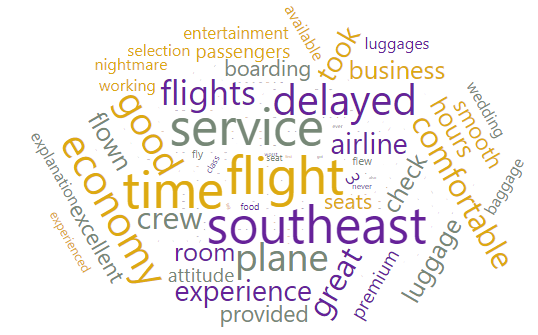 entertainment
available
took
luggages
selection
passengers
nightmare
boarding
business
working
flights
delayed
wedding
good
service
hours
smooth
flown
airline
comfortable
ever
explanation
economy
fly
class
seat
flew
3
never
check
baggage
time
flight
excellent
food
seats
crew
southeast
experienced
room
plane
great
luggage
attitude
premium
experience
provided